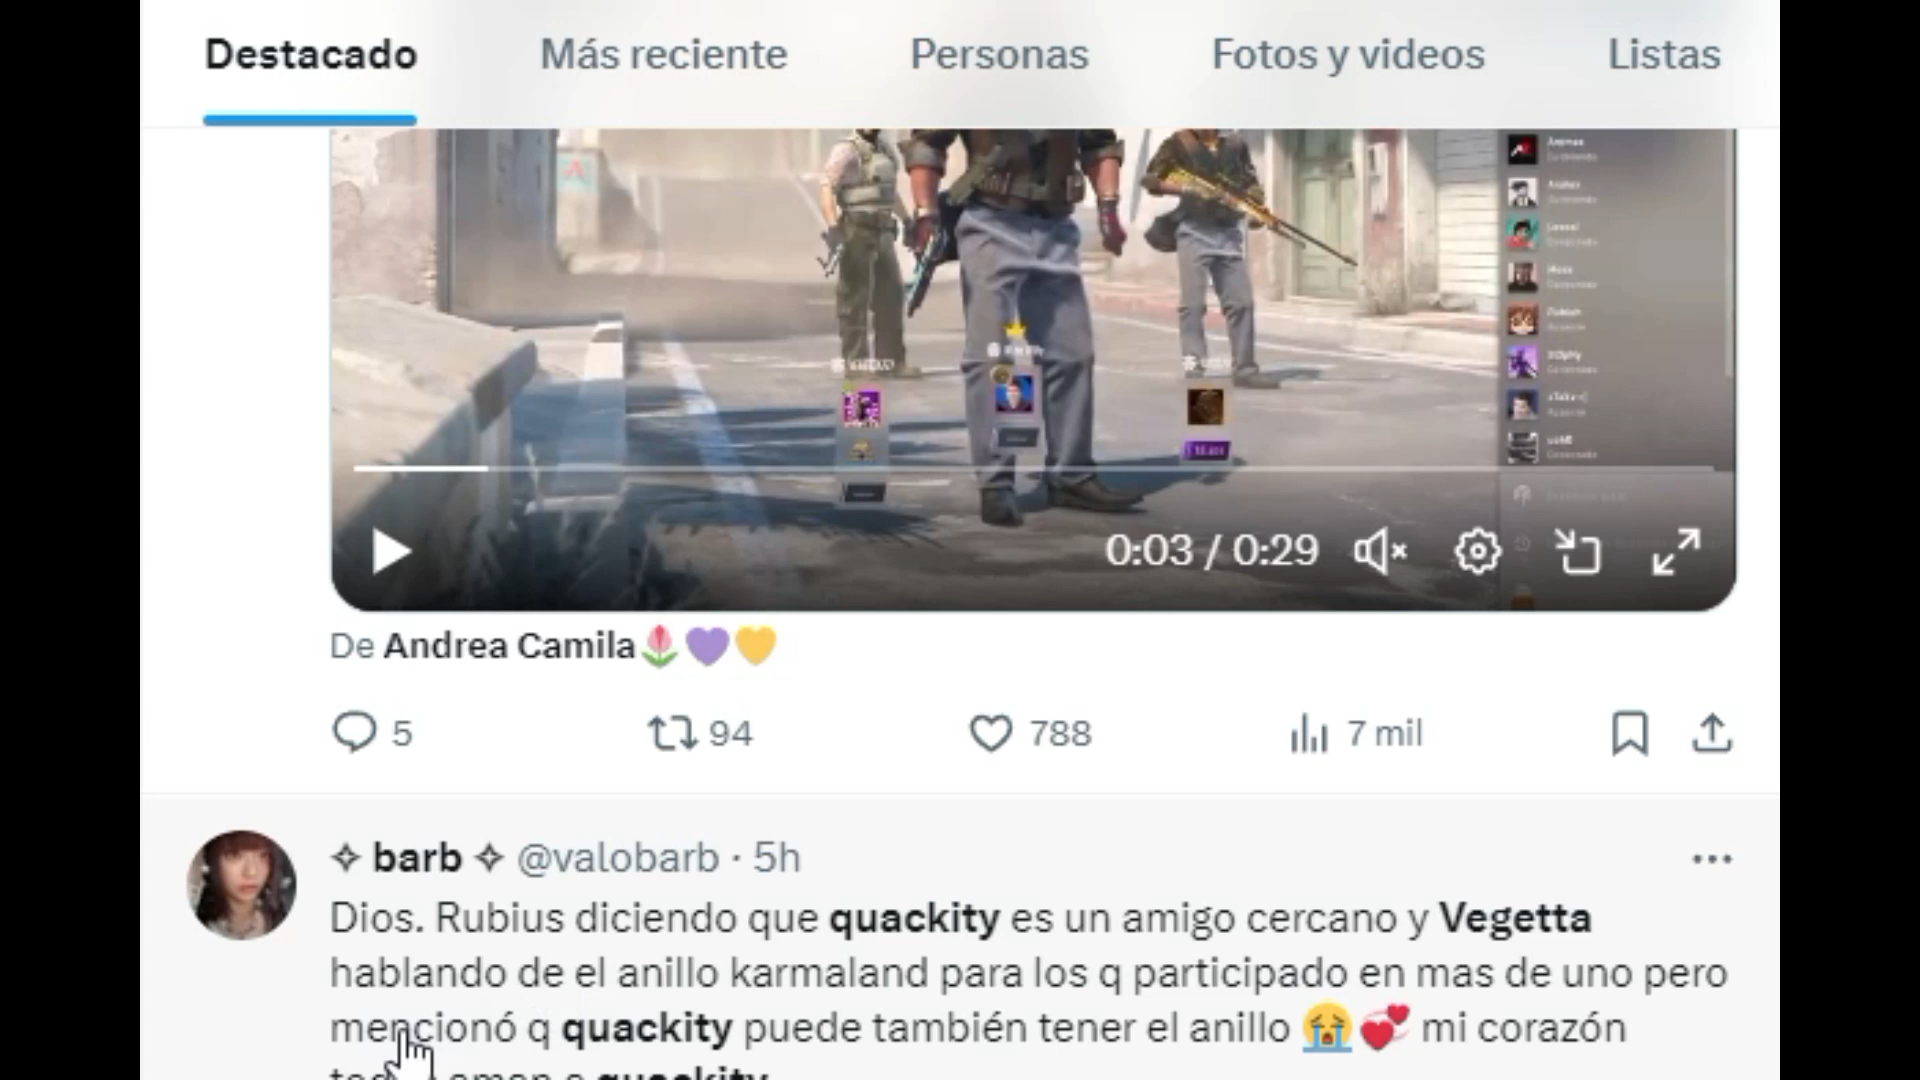 Destacado Más reciente Personas Fotos y videos Listas
A
0:03 / 0:29
De Andrea Camila🌷💜💛
5 94 788 7 mil
✧ barb ✧ @valobarb · 5h
Dios. Rubius diciendo que quackity es un amigo cercano y Vegetta
hablando de el anillo karmaland para los q participado en mas de uno pero
mencionó q quackity puede también tener el anillo 😭💞 mi corazón
quackity